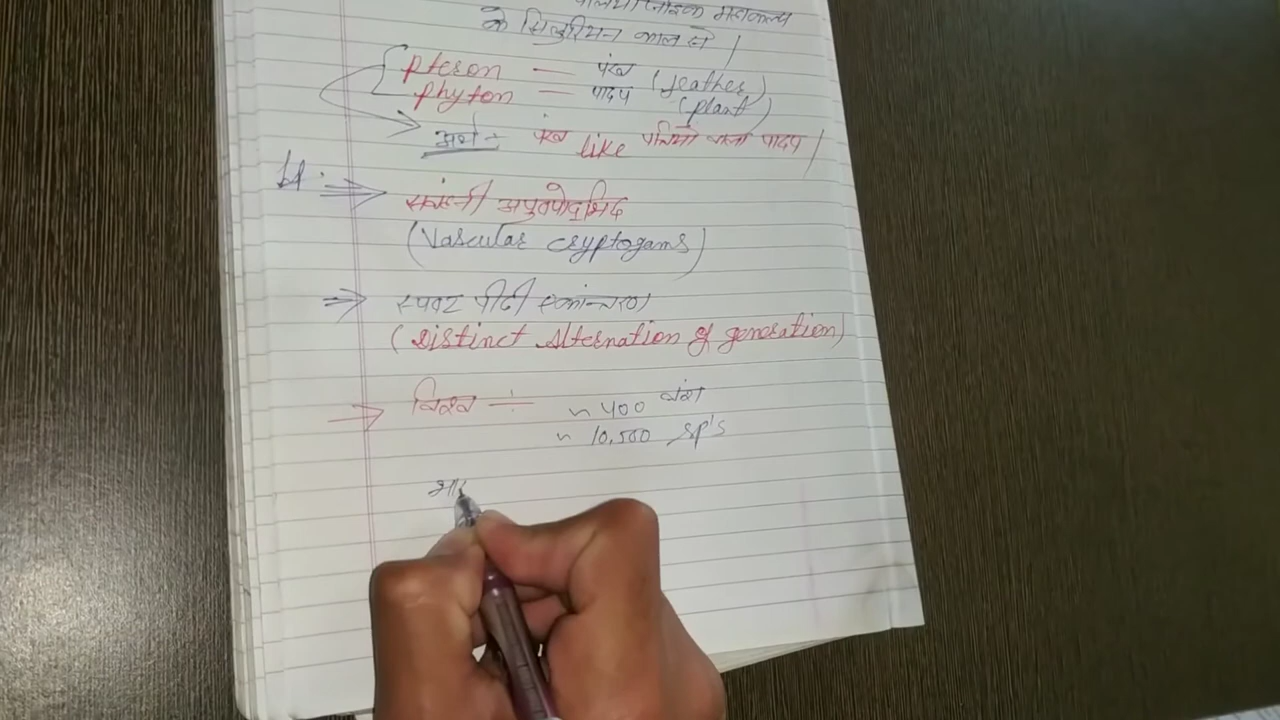 के सिलुरियन काल से |
pteron — पंख (feather)
phyton = पादप (plant)
अर्थ :- पंख like पत्तियों वाला पादप |
संवहनी अपुष्पोद्भिद
(Vascular cryptogams)
स्पष्ट पीढ़ी एकान्तरण
(Distinct Alternation of generation)
विश्व ÷ ~ 400 वंश
~ 10,500 sp's
भा